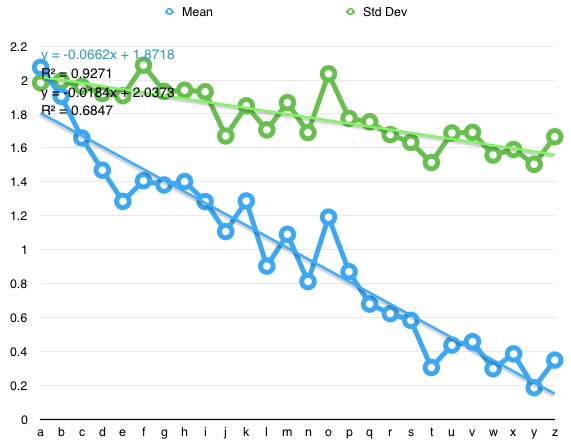 Mean Std Dev
y = -0.0662x + 1.8718
R² = 0.9271
y = -0.0184x + 2.0373
R² = 0.6847
2.2
2
1.8
1.6
1.4
1.2
1
0.8
0.6
0.4
0.2
0
a b c d e f g h i j k l m n o p q r s t u v w x y z